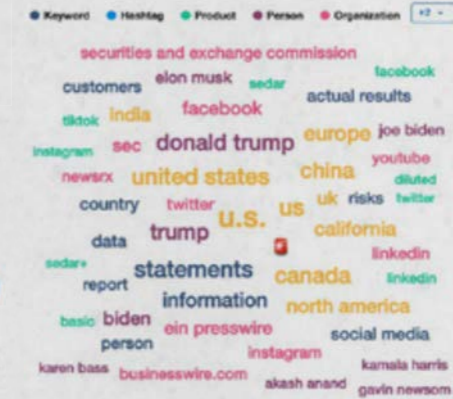 Keyword Hashtag Product Person Organization +2
securities and exchange commission
customers elon musk sedar facebook
actual results
tiktok india facebook
instagram sec donald trump europe joe biden
youtube
newsrx united states china diluted
country twitter u.s. us uk risks twitter
data trump california
linkedin
sedar+ statements canada linkedin
report
information north america
basic biden ein presswire
person social media
instagram
karen bass businesswire.com kamala harris
akash anand gavin newsom